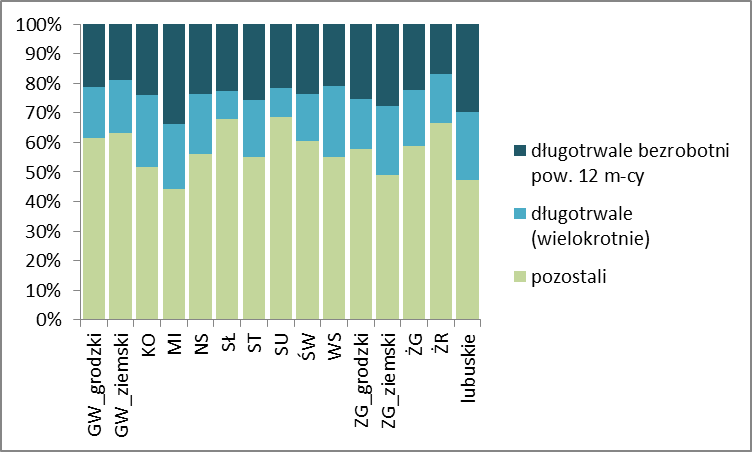 100%
90%
80%
70%
60%
50%
40%
30%
20%
10%
0%
GW_grodzki
GW_ziemski
KO
MI
NS
SŁ
ST
SU
ŚW
WS
ZG_grodzki
ZG_ziemski
ŻG
ŻR
lubuskie
długotrwale bezrobotni
pow. 12 m-cy
długotrwale
(wielokrotnie)
pozostali